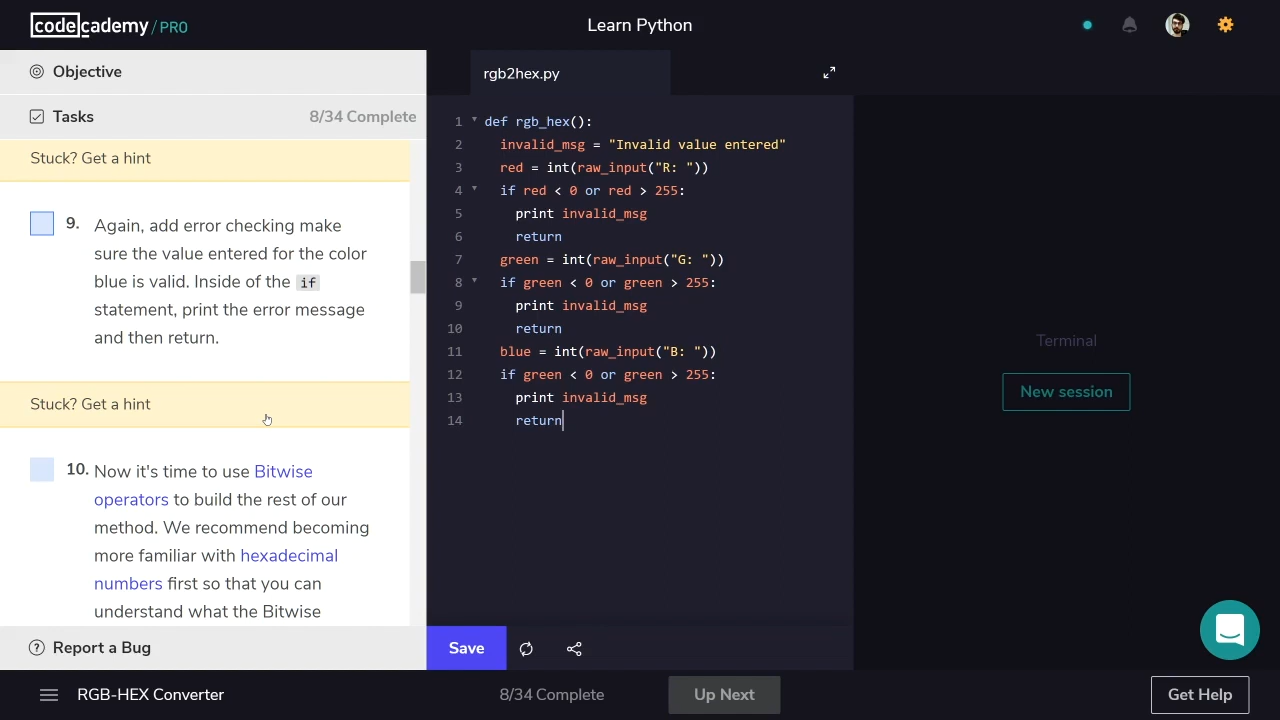 codecademy/PRO
Learn Python
Objective
Tasks 8/34 Complete
Stuck? Get a hint
9. Again, add error checking make
sure the value entered for the color
blue is valid. Inside of the if
statement, print the error message
and then return.
Stuck? Get a hint
10. Now it's time to use Bitwise
operators to build the rest of our
method. We recommend becoming
more familiar with hexadecimal
numbers first so that you can
understand what the Bitwise
Report a Bug
rgb2hex.py
1 def rgb_hex():
2   invalid_msg = "Invalid value entered"
3   red = int(raw_input("R: "))
4   if red < 0 or red > 255:
5     print invalid_msg
6     return
7   green = int(raw_input("G: "))
8   if green < 0 or green > 255:
9     print invalid_msg
10     return
11   blue = int(raw_input("B: "))
12   if green < 0 or green > 255:
13     print invalid_msg
14     return
Terminal
New session
Save
RGB-HEX Converter
8/34 Complete
Up Next
Get Help